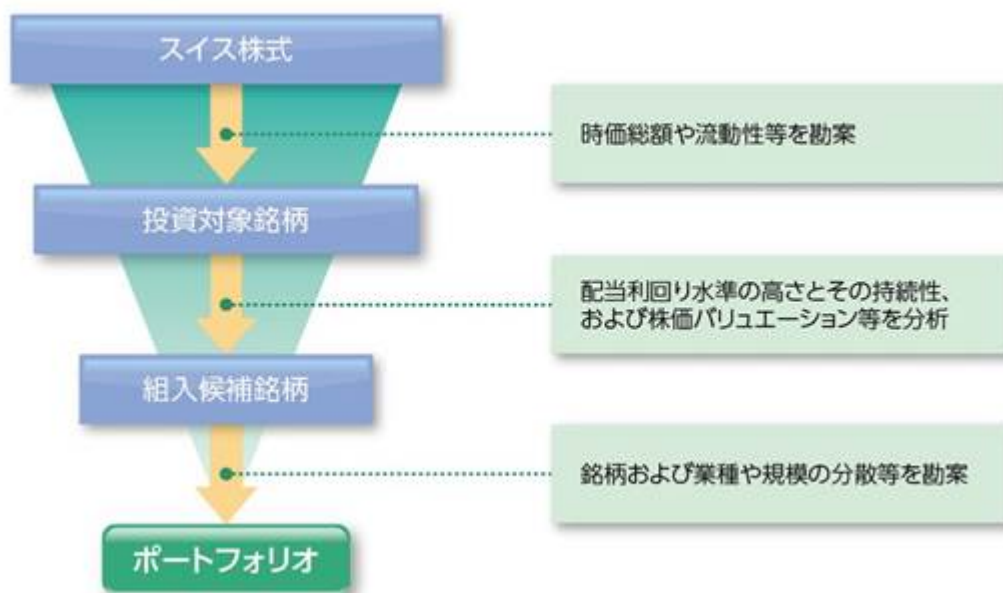 スイス株式
時価総額や流動性等を勘案
投資対象銘柄
配当利回り水準の高さとその持続性、
および株価バリュエーション等を分析
組入候補銘柄
銘柄および業種や規模の分散等を勘案
ポートフォリオ